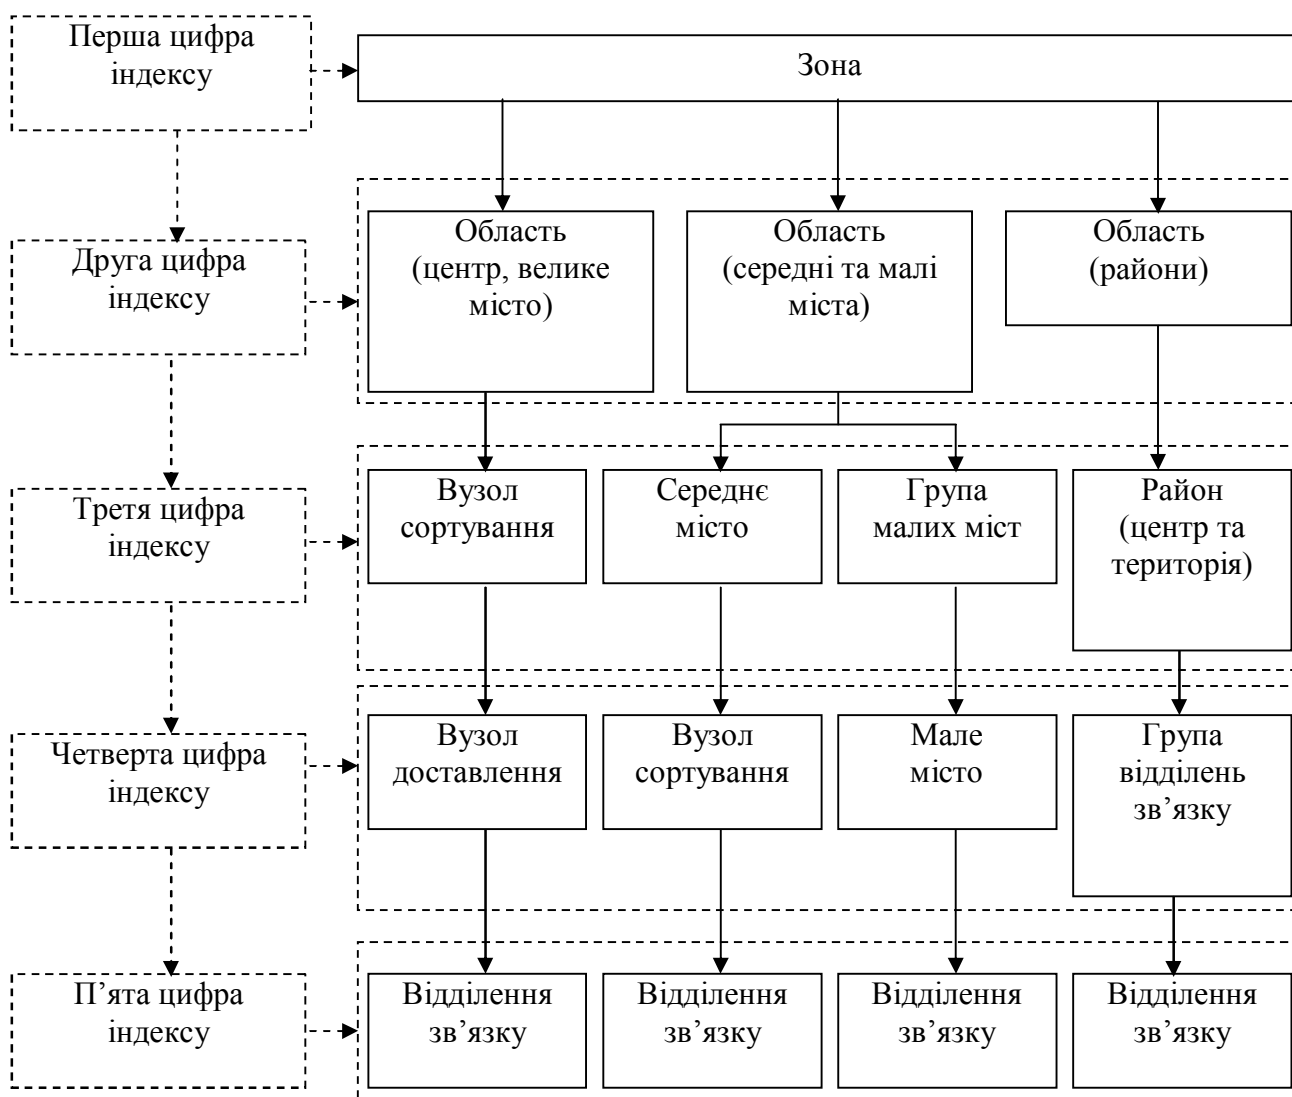 Перша цифра
індексу
Зона
Друга цифра
індексу
Область
(центр, велике
місто)
Область
(середні та малі
міста)
Область
(райони)
Третя цифра
індексу
Вузол
сортування
Середнє
місто
Група
малих міст
Район
(центр та
територія)
Четверта цифра
індексу
Вузол
доставлення
Вузол
сортування
Мале
місто
Група
відділень
зв’язку
П’ята цифра
індексу
Відділення
зв’язку
Відділення
зв’язку
Відділення
зв’язку
Відділення
зв’язку